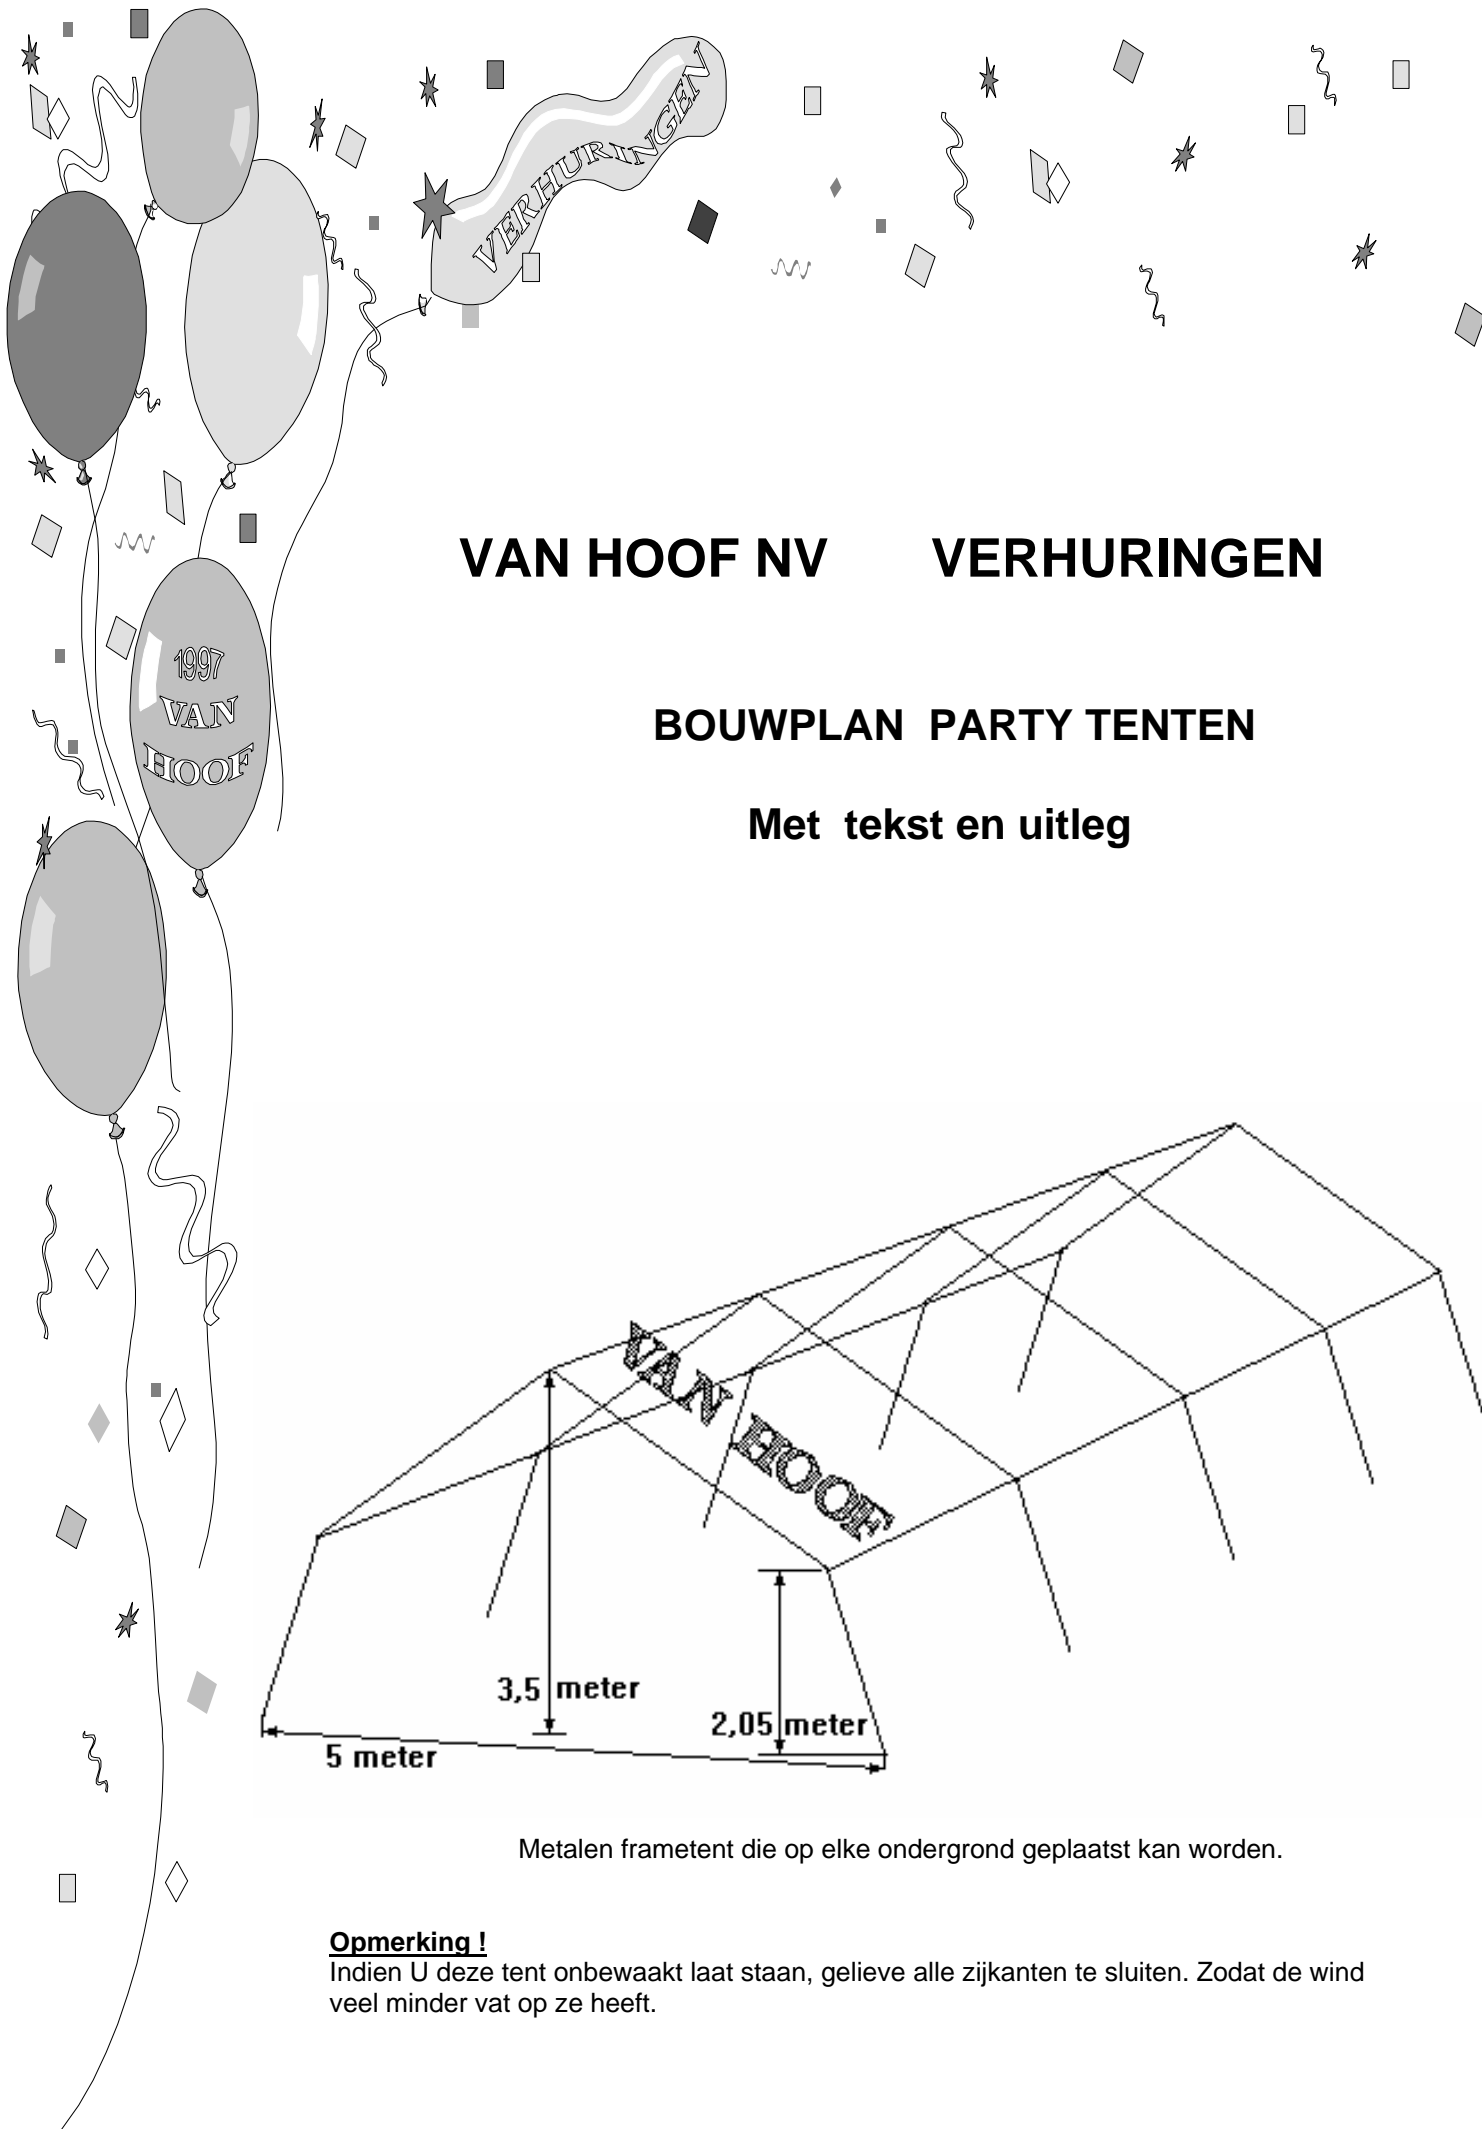 VERHURINGEN
VAN HOOF NV VERHURINGEN
1997
VAN
HOOF
BOUWPLAN PARTY TENTEN
Met tekst en uitleg
VAN HOOF
3,5 meter
2,05 meter
5 meter
Metalen frametent die op elke ondergrond geplaatst kan worden.
Opmerking !
Indien U deze tent onbewaakt laat staan, gelieve alle zijkanten te sluiten. Zodat de wind
veel minder vat op ze heeft.